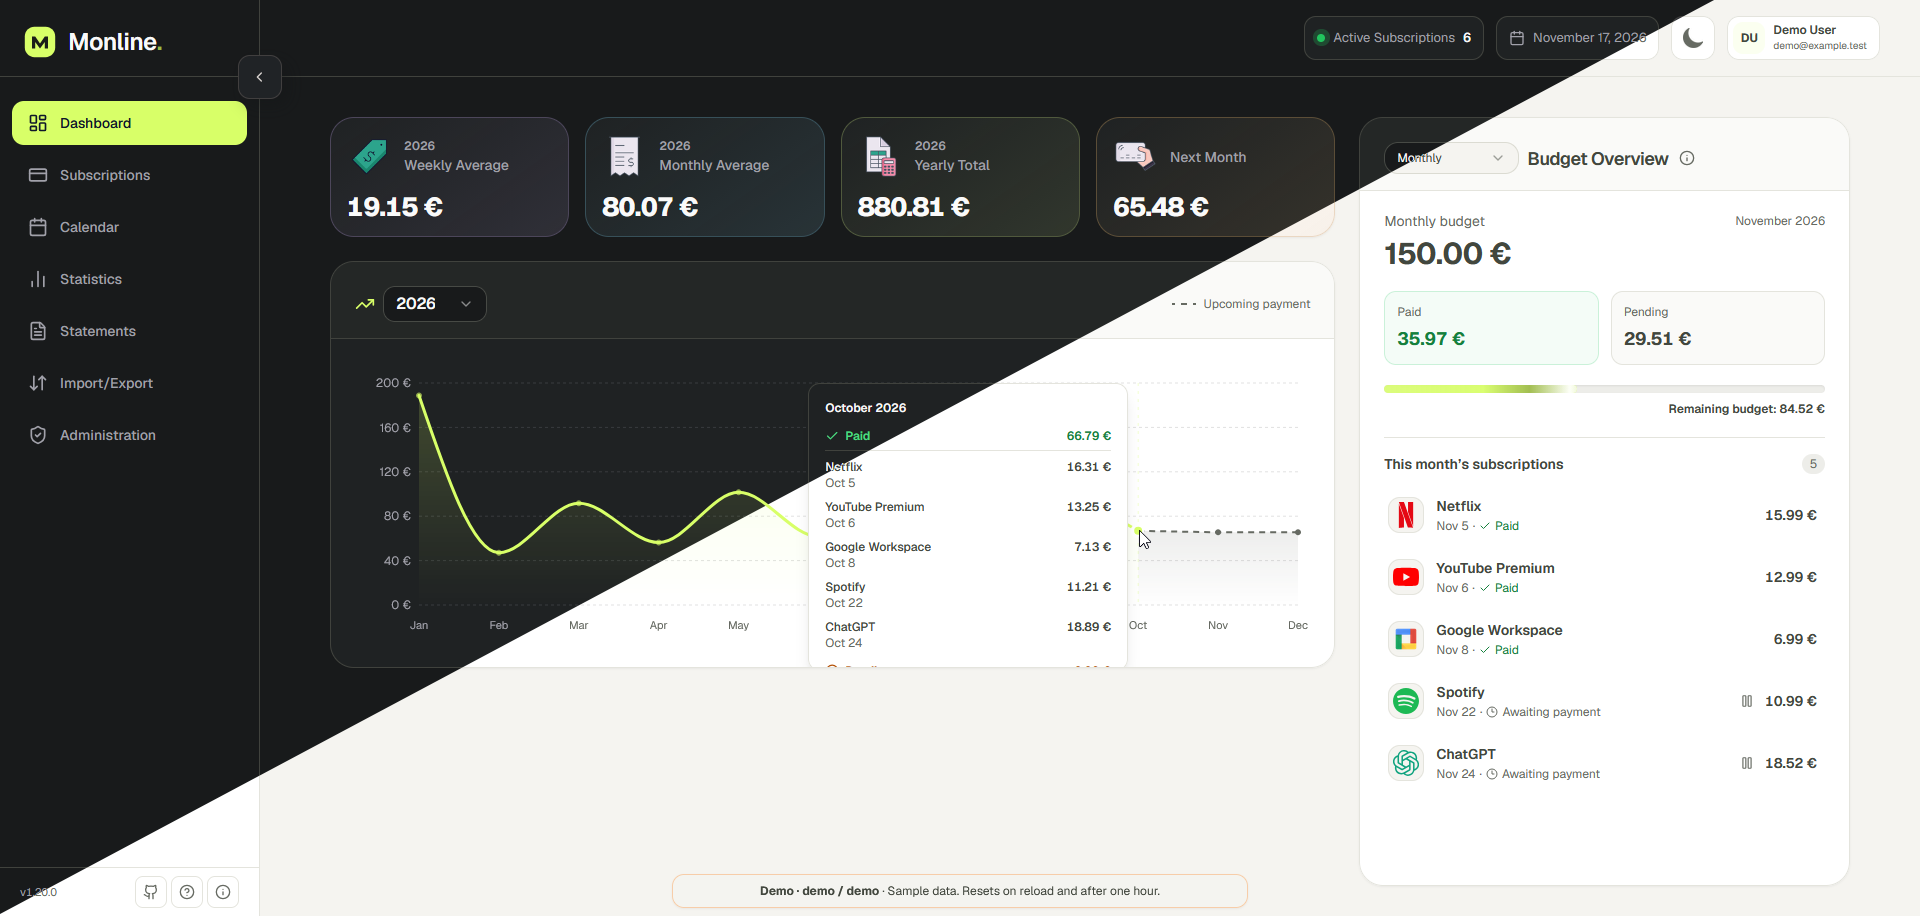 Monline.
Active Subscriptions 6
November 17, 2026
DU
Demo User
demo@example.test
Dashboard
Subscriptions
Calendar
Statistics
Statements
Import/Export
Administration
v1.20.0
2026
Weekly Average
19.15 €
2026
Monthly Average
80.07 €
2026
Yearly Total
880.81 €
Next Month
65.48 €
2026
Upcoming payment
200 €
160 €
120 €
80 €
40 €
0 €
Jan
Feb
Mar
Apr
May
Oct
Nov
Dec
October 2026
Paid 66.79 €
Netflix 16.31 €
Oct 5
YouTube Premium 13.25 €
Oct 6
Google Workspace 7.13 €
Oct 8
Spotify 11.21 €
Oct 22
ChatGPT 18.89 €
Oct 24
Monthly
Budget Overview
Monthly budget
November 2026
150.00 €
Paid
35.97 €
Pending
29.51 €
Remaining budget: 84.52 €
This month's subscriptions 5
Netflix
Nov 5 · Paid
15.99 €
YouTube Premium
Nov 6 · Paid
12.99 €
Google Workspace
Nov 8 · Paid
6.99 €
Spotify
Nov 22 · Awaiting payment
10.99 €
ChatGPT
Nov 24 · Awaiting payment
18.52 €
Demo · demo / demo · Sample data. Resets on reload and after one hour.